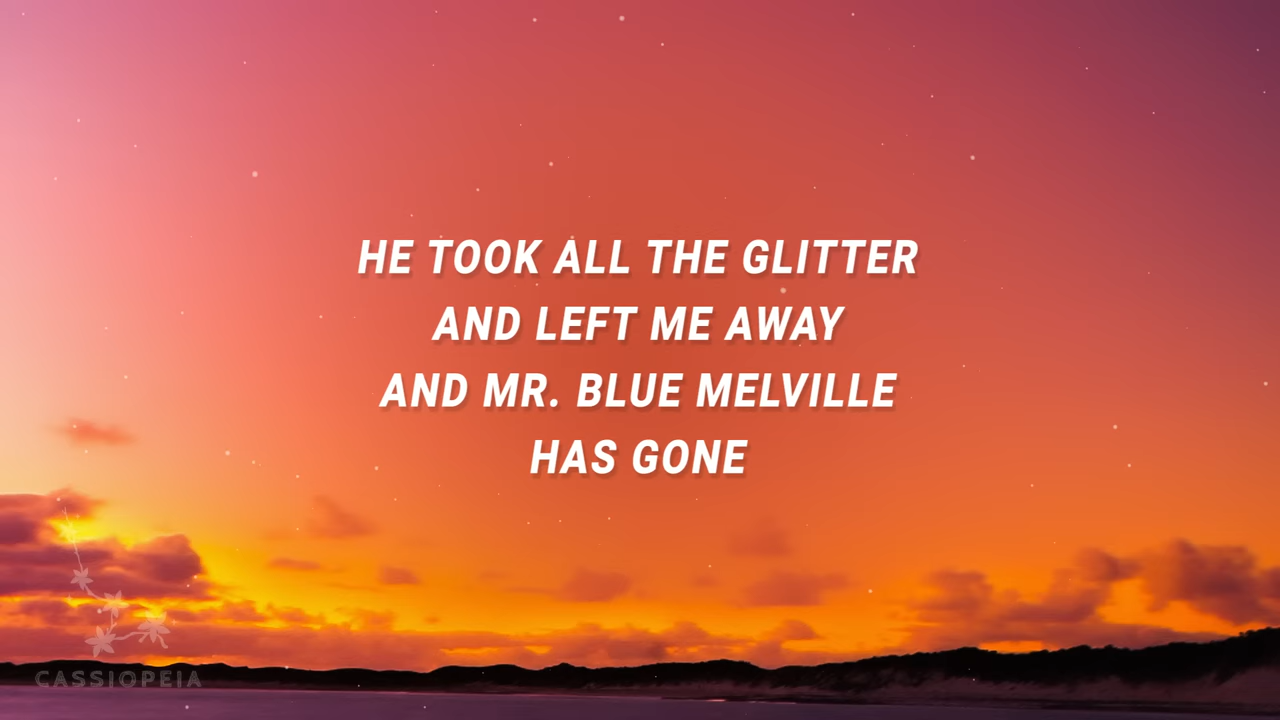 HE TOOK ALL THE GLITTER
AND LEFT ME AWAY
AND MR. BLUE MELVILLE
HAS GONE
CASSIOPEIA